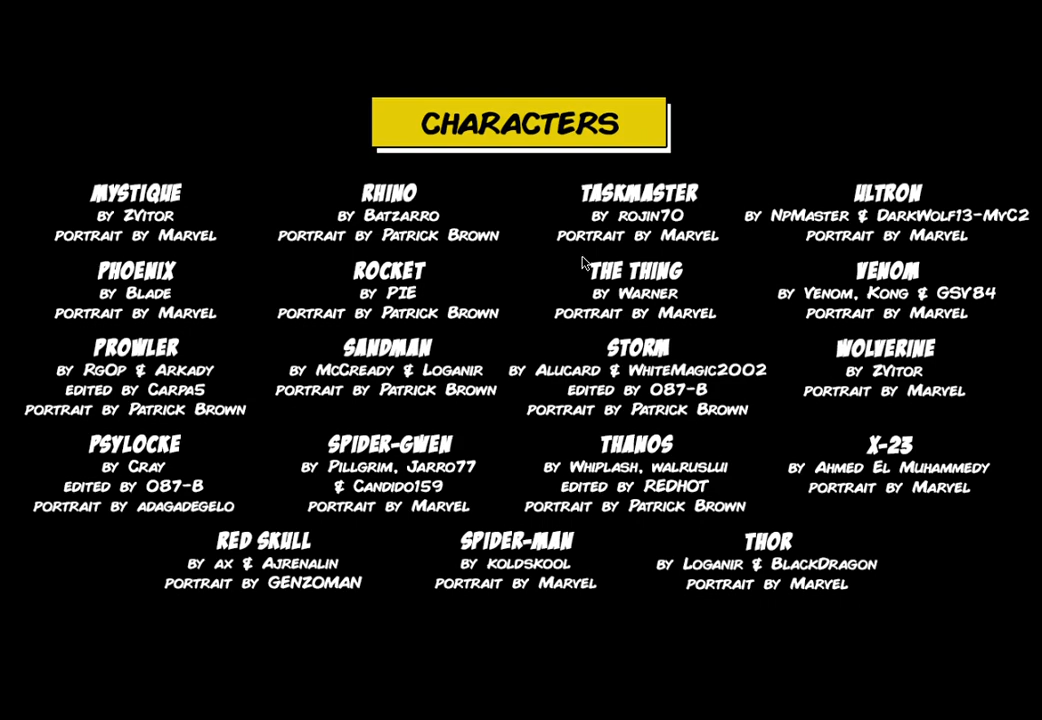 CHARACTERS
MYSTIQUE
BY ZVITOR
PORTRAIT BY MARVEL
PHOENIX
BY BLADE
PORTRAIT BY MARVEL
PROWLER
BY RGOP & ARKADY
EDITED BY CARPA5
PORTRAIT BY PATRICK BROWN
PSYLOCKE
BY CRAY
EDITED BY 087-B
PORTRAIT BY ADAGADEGELO
RHINO
BY BATZARRO
PORTRAIT BY PATRICK BROWN
ROCKET
BY PIE
PORTRAIT BY PATRICK BROWN
SANDMAN
BY MCCREADY & LOGANIR
PORTRAIT BY PATRICK BROWN
SPIDER-GWEN
BY PILLGRIM, JARRO77
& CANDIDO159
PORTRAIT BY MARVEL
TASKMASTER
BY ROJIN70
PORTRAIT BY MARVEL
THE THING
BY WARNER
PORTRAIT BY MARVEL
STORM
BY ALUCARD & WHITEMAGIC2002
EDITED BY 087-B
PORTRAIT BY PATRICK BROWN
THANOS
BY WHIPLASH, WALRUSLUI
EDITED BY REDHOT
PORTRAIT BY PATRICK BROWN
ULTRON
BY NPMASTER & DARKWOLF13-MVC2
PORTRAIT BY MARVEL
VENOM
BY VENOM, KONG & GSV84
PORTRAIT BY MARVEL
WOLVERINE
BY ZVITOR
PORTRAIT BY MARVEL
X-23
BY AHMED EL MUHAMMEDY
PORTRAIT BY MARVEL
RED SKULL
BY AX & AJRENALIN
PORTRAIT BY GENZOMAN
SPIDER-MAN
BY KOLDSKOOL
PORTRAIT BY MARVEL
THOR
BY LOGANIR & BLACKDRAGON
PORTRAIT BY MARVEL